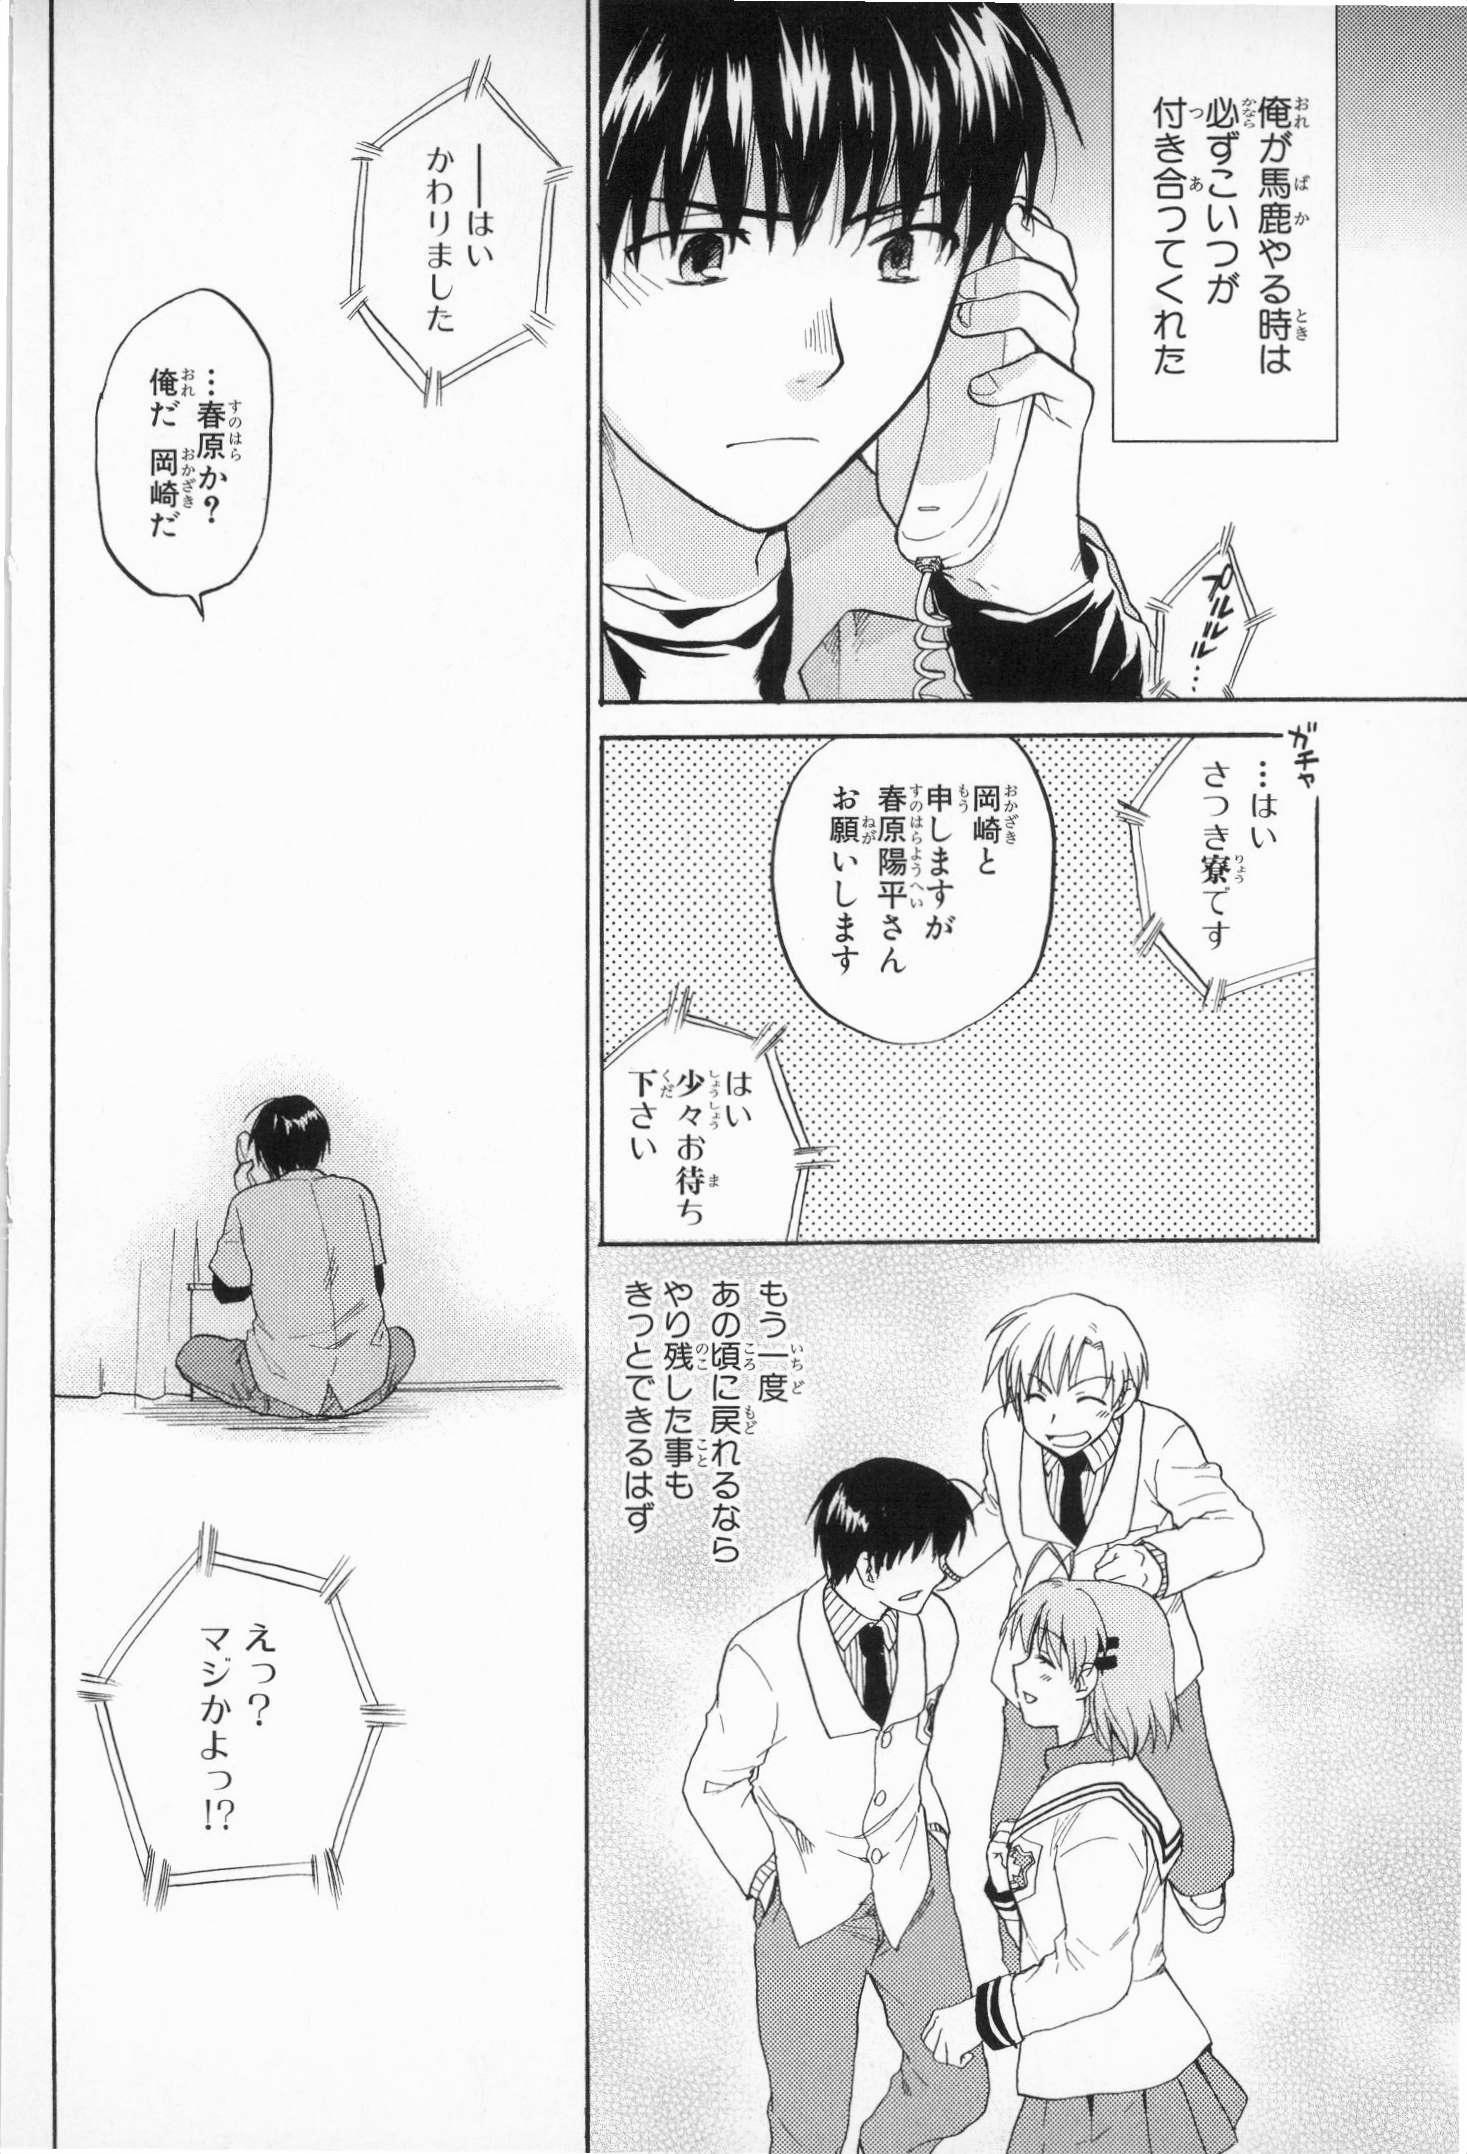 俺が馬鹿やる時は
必ずこいつが
付き合ってくれた
プルルルル…
ガチャ
…はい
さつき寮です
岡崎と
申しますが
春原陽平さん
お願いします
はい
少々お待ち
下さい
もう一度
あの頃に戻れるなら
やり残した事も
きっとできるはず
――はい
かわりました
…春原か?
俺だ 岡崎だ
えっ?
マジかよっ!?